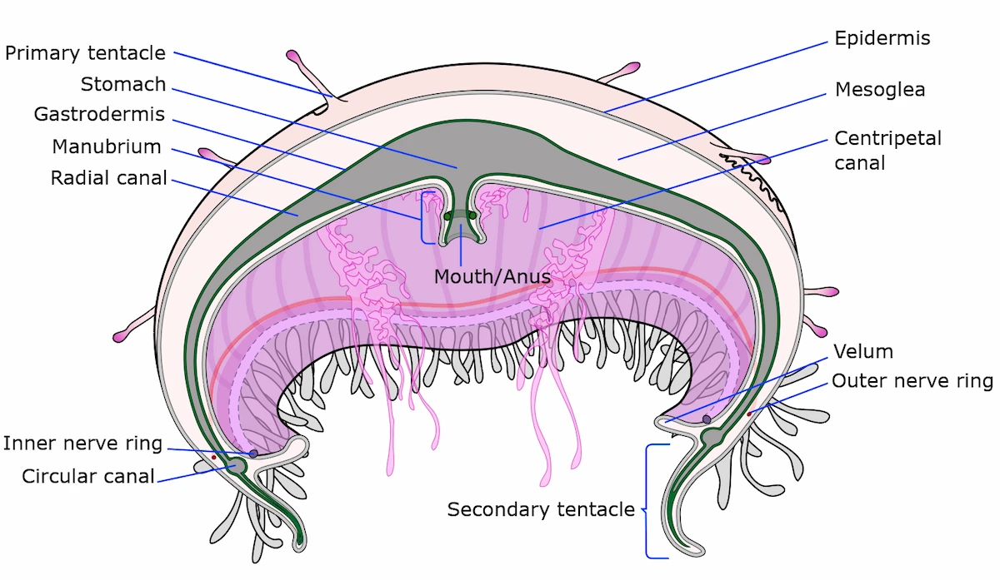 Primary tentacle
Stomach
Gastrodermis
Manubrium
Radial canal
Epidermis
Mesoglea
Centripetal
canal
Mouth/Anus
Velum
Outer nerve ring
Inner nerve ring
Circular canal
Secondary tentacle